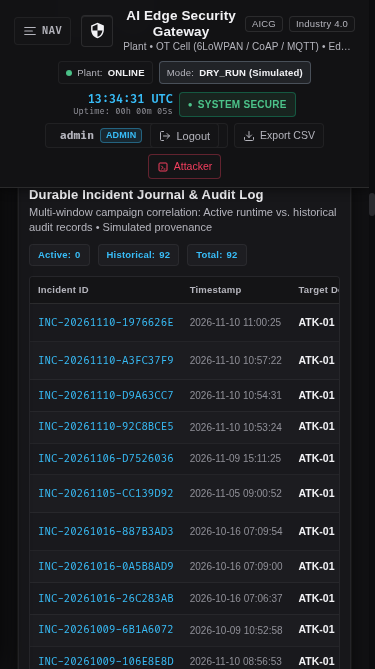 NAV
AI Edge Security Gateway
AICG
Industry 4.0
Plant • OT Cell (6LoWPAN / CoAP / MQTT) • Ed…
Plant: ONLINE
Mode: DRY_RUN (Simulated)
13:34:31 UTC
Uptime: 00h 00m 05s
SYSTEM SECURE
admin ADMIN
Logout
Export CSV
Attacker
Durable Incident Journal & Audit Log
Multi-window campaign correlation: Active runtime vs. historical
audit records • Simulated provenance
Active: 0
Historical: 92
Total: 92
Incident ID Timestamp Target De
INC-20261110-1976626E 2026-11-10 11:00:25 ATK-01
INC-20261110-A3FC37F9 2026-11-10 10:57:22 ATK-01
INC-20261110-D9A63CC7 2026-11-10 10:54:31 ATK-01
INC-20261110-92C8BCE5 2026-11-10 10:53:24 ATK-01
INC-20261106-D7526036 2026-11-09 15:11:25 ATK-01
INC-20261105-CC139D92 2026-11-05 09:00:52 ATK-01
INC-20261016-887B3AD3 2026-10-16 07:09:54 ATK-01
INC-20261016-0A5B8AD9 2026-10-16 07:09:00 ATK-01
INC-20261016-26C283AB 2026-10-16 07:06:37 ATK-01
INC-20261009-6B1A6072 2026-10-09 10:52:58 ATK-01
INC-20261009-106E8E8D 2026-11-10 08:56:53 ATK-01